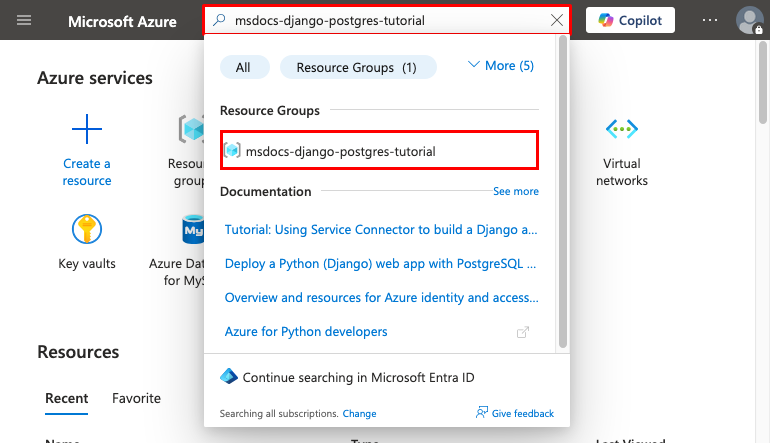 Microsoft Azure
msdocs-django-postgres-tutorial
Copilot
All
Resource Groups (1)
More (5)
Azure services
Resource Groups
Create a
resource
Resou
group
msdocs-django-postgres-tutorial
Virtual
networks
Documentation
See more
Tutorial: Using Service Connector to build a Django a...
Key vaults
Azure Dat
for My
My
Deploy a Python (Django) web app with PostgreSQL ...
Overview and resources for Azure identity and access...
Azure for Python developers
Resources
Continue searching in Microsoft Entra ID
Recent
Favorite
Searching all subscriptions. Change
Give feedback